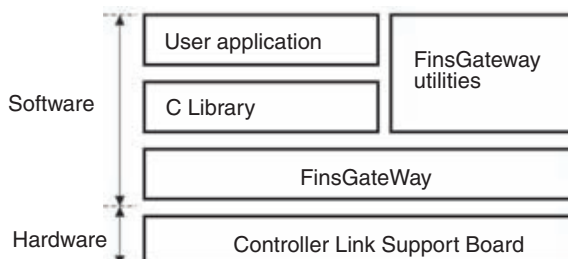 User application
FinsGateway
utilities
Software
C Library
FinsGateWay
Hardware
Controller Link Support Board